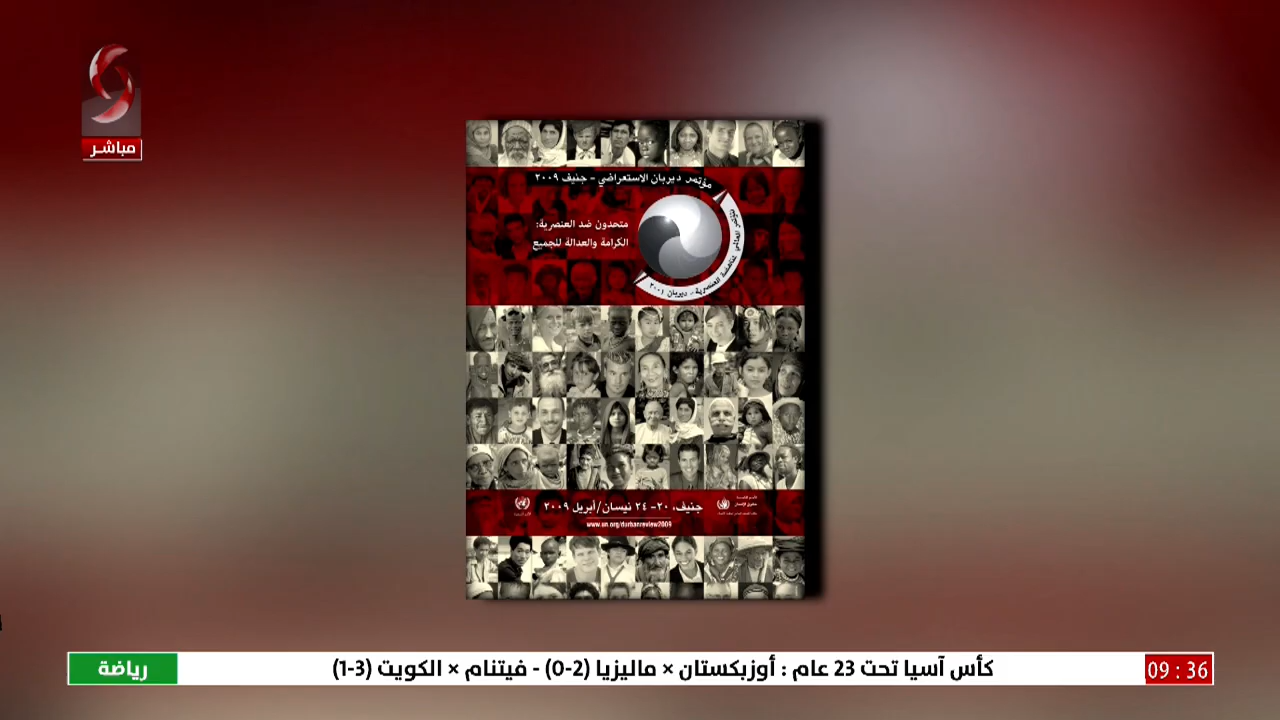 مباشر
مؤتمر ديربان الاستعراضي - جنيف ٢٠٠٩
متحدون ضد العنصرية:
الكرامة والعدالة للجميع
المؤتمر العالمي لمناهضة العنصرية - ديربان ٢٠٠١
جنيف، ٢٠- ٢٤ نيسان/أبريل ٢٠٠٩
www.un.org/durbanreview2009
رياضة
كأس آسيا تحت 23 عام : أوزبكستان × ماليزيا (2-0) - فيتنام × الكويت (3-1)
09 : 36